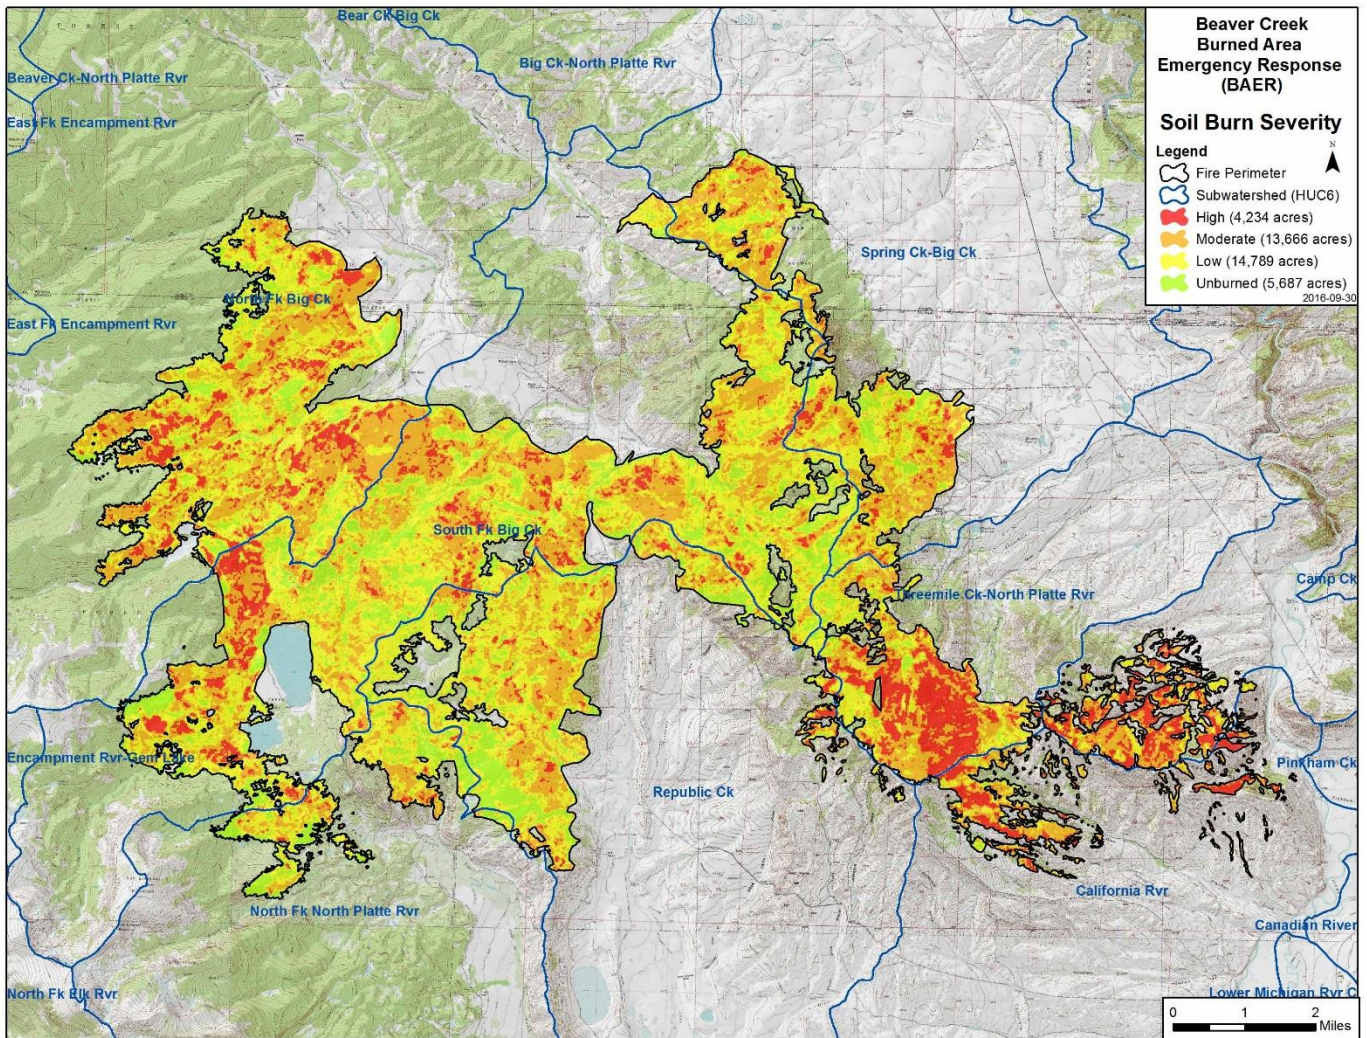 Bear Ck-Big Ck
Big Ck-North Platte Rvr
Beaver Ck-North Platte Rvr
East Fk Encampment Rvr
Spring Ck-Big Ck
North Fk Big Ck
East Fk Encampment Rvr
South Fk Big Ck
Threemile Ck-North Platte Rvr
Camp Ck
Encampment Rvr-Gem Lake
Pinkham Ck
Republic Ck
California Rvr
North Fk North Platte Rvr
Canadian River
North Fk Elk Rvr
Lower Michigan Rvr C
Beaver Creek
Burned Area
Emergency Response
(BAER)
Soil Burn Severity
N
Legend
Fire Perimeter
Subwatershed (HUC6)
High (4,234 acres)
Moderate (13,666 acres)
Low (14,789 acres)
Unburned (5,687 acres)
2016-09-30
0 1 2
Miles